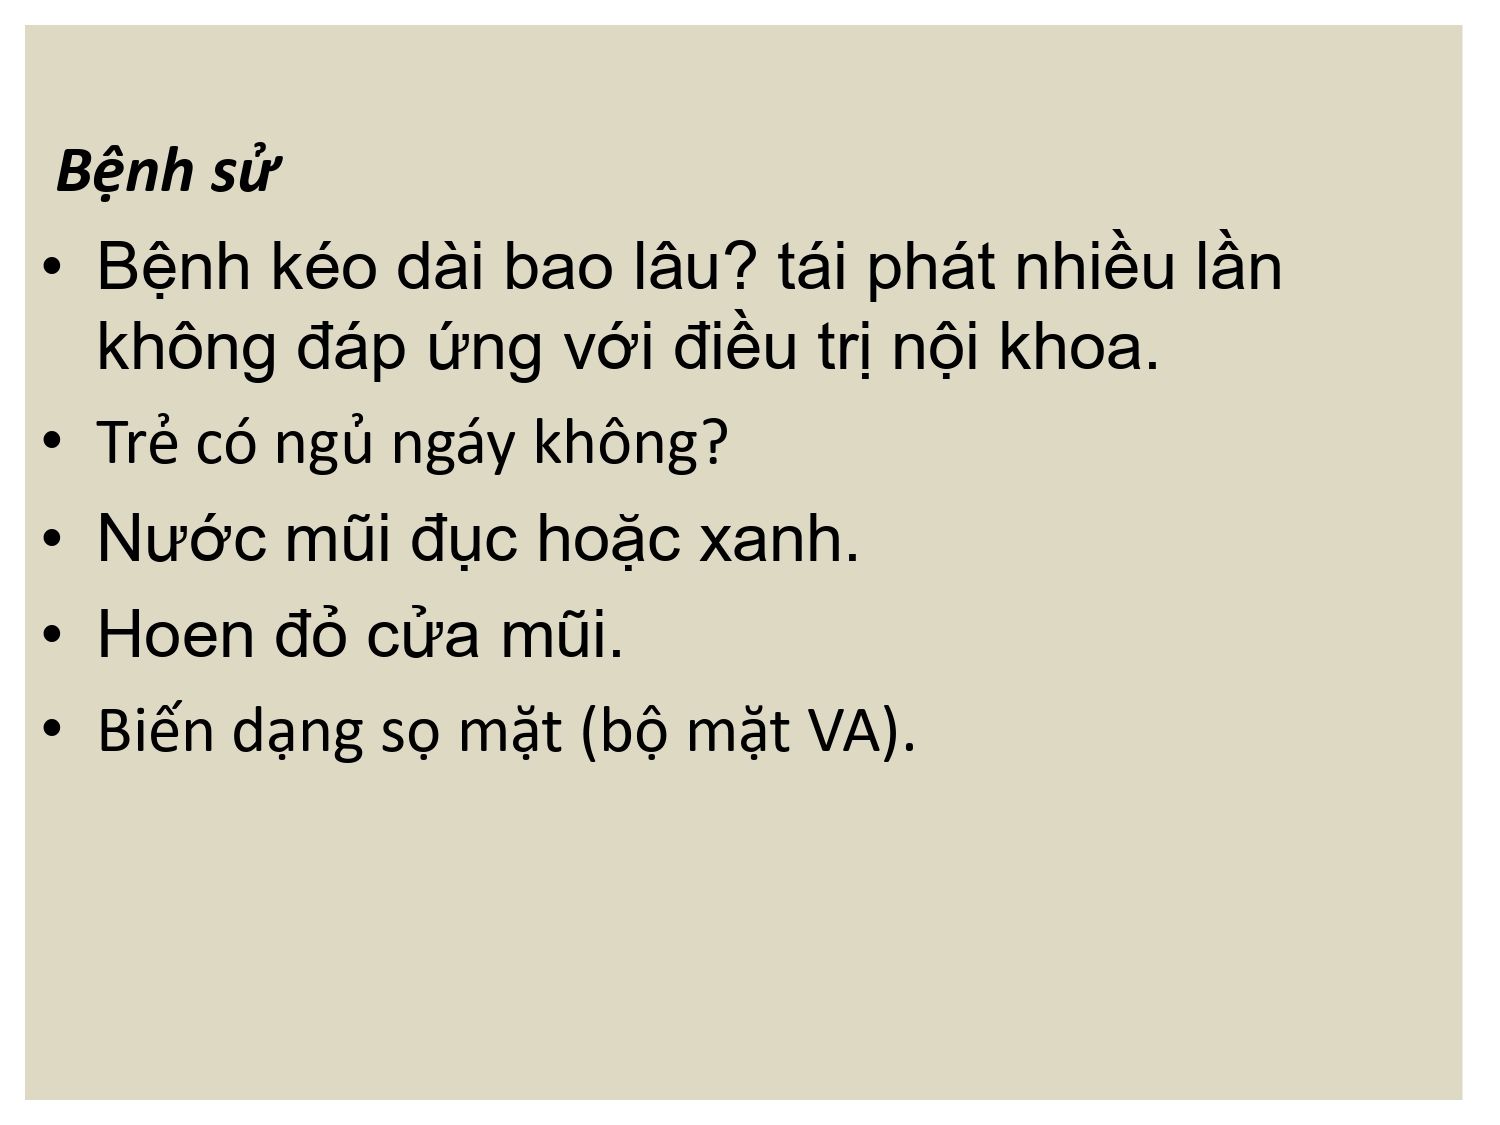 Bệnh sử
• Bệnh kéo dài bao lâu? tái phát nhiều lần
không đáp ứng với điều trị nội khoa.
• Trẻ có ngủ ngáy không?
• Nước mũi đục hoặc xanh.
• Hoen đỏ cửa mũi.
• Biến dạng sọ mặt (bộ mặt VA).